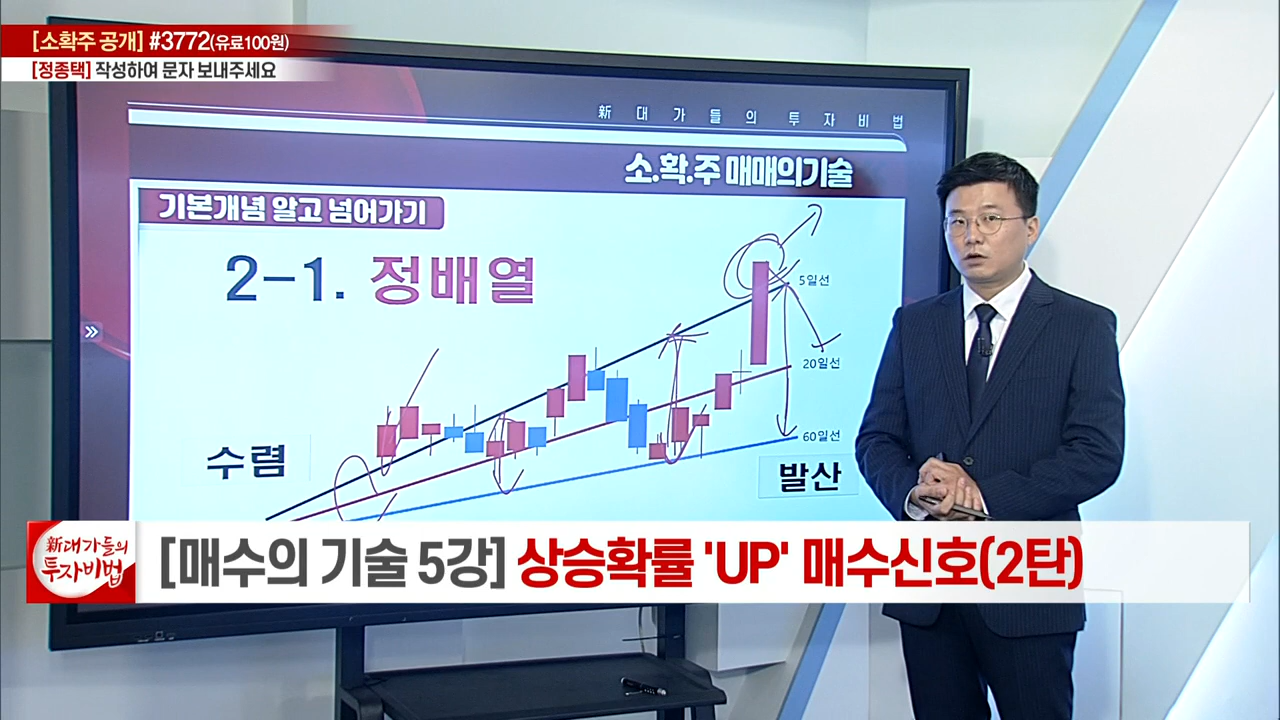 [소확주 공개] #3772(유료100원)
[정종택] 작성하여 문자 보내주세요
新 대 가 들 의 투 자 비 법
소.확.주 매매의기술
기본개념 알고 넘어가기
2-1. 정배열
5일선
20일선
60일선
수렴
발산
新대가들의
투자비법
[매수의 기술 5강] 상승확률 'UP' 매수신호(2탄)